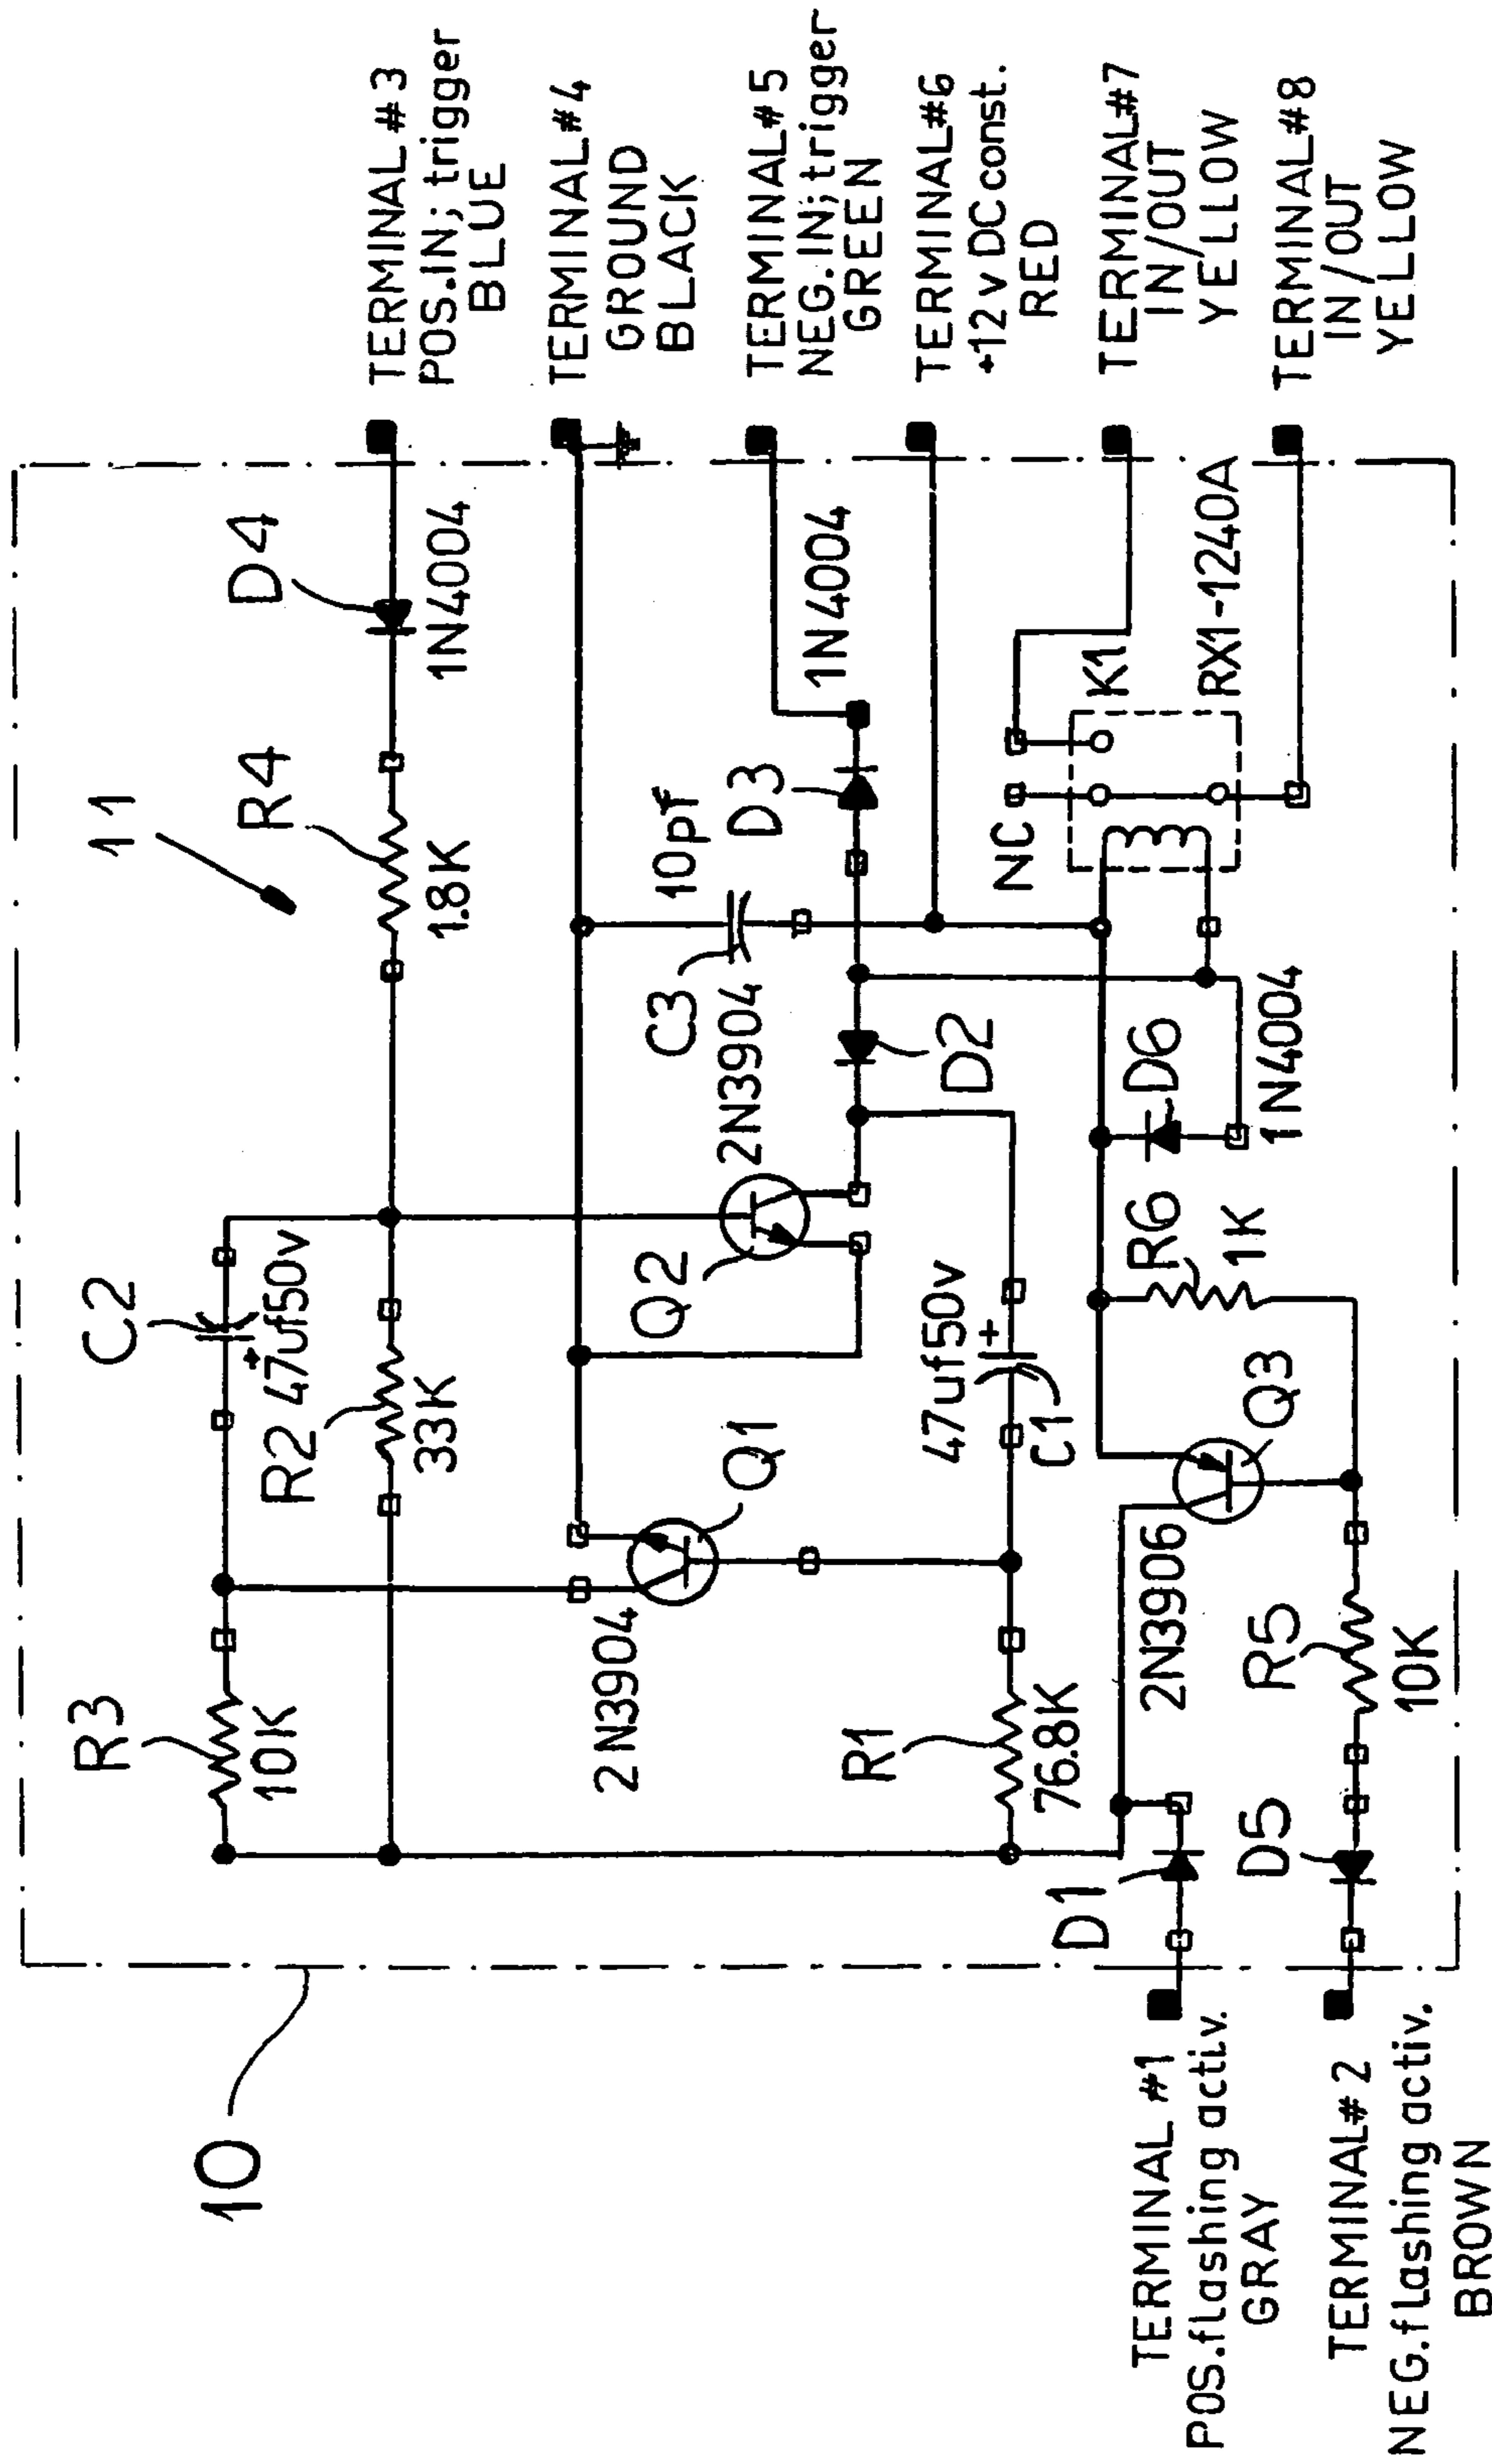 TERMINAL #3
POS.IN; trigger
BLUE
TERMINAL #4
GROUND
BLACK
TERMINAL #5
NEG.IN; trigger
GREEN
TERMINAL #6
+12v DC const.
RED
TERMINAL #7
IN/OUT
YELLOW
TERMINAL #8
IN/OUT
YELLOW
D4
1N4004
R4
1.8K
11
C2
+
47uf50v
R2
33K
R3
10K
10
1N4004
D3
10pf
C3
2N3904
D2
Q2
Q1
2N3904
47uf50v
+
C1
R1
76.8K
K1
RX1-1240A
NC
D6
1N4004
R6
1K
Q3
2N3906
R5
10K
D1
D5
TERMINAL #1
POS.flashing activ.
GRAY
TERMINAL #2
NEG.flashing activ.
BROWN